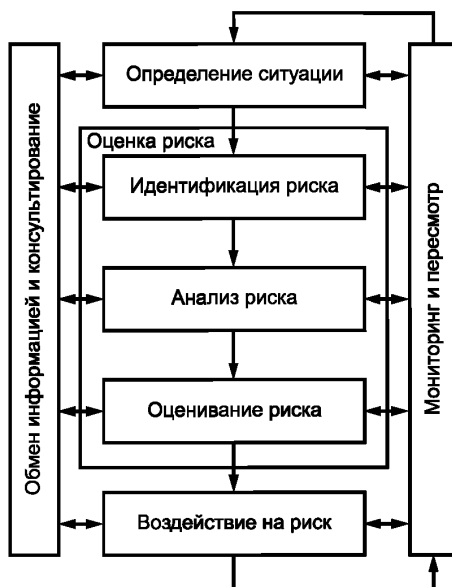 Определение ситуации
Оценка риска
Идентификация риска
Анализ риска
Оценивание риска
Воздействие на риск
Обмен информацией и консультирование
Мониторинг и пересмотр